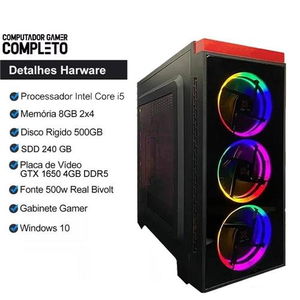 COMPUTADOR GAMER
COMPLETO
Detalhes Harware
Processador Intel Core i5
Memória 8GB 2x4
Disco Rigido 500GB
SDD 240 GB
Placa de Vídeo
GTX 1650 4GB DDR5
Fonte 500w Real Bivolt
Gabinete Gamer
Windows 10